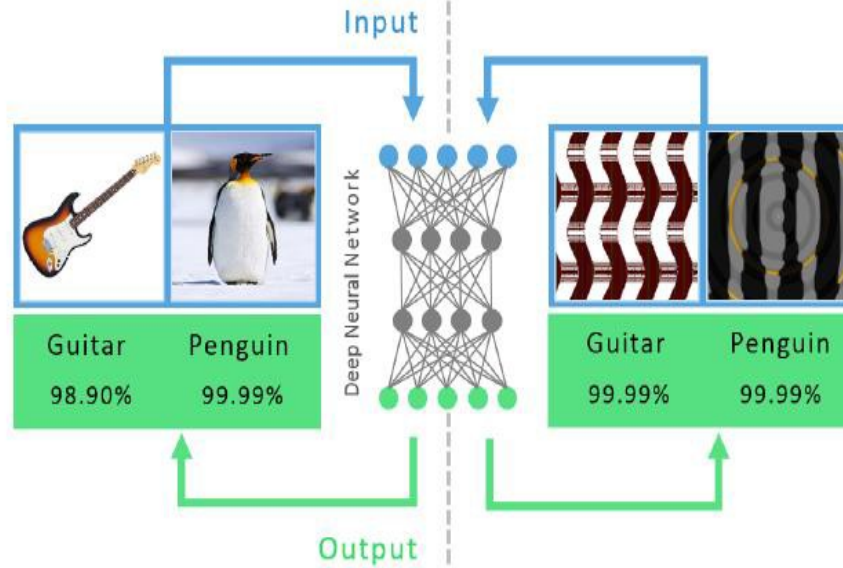 Input
Deep Neural Network
Guitar Penguin
98.90% 99.99%
Guitar Penguin
99.99% 99.99%
Output